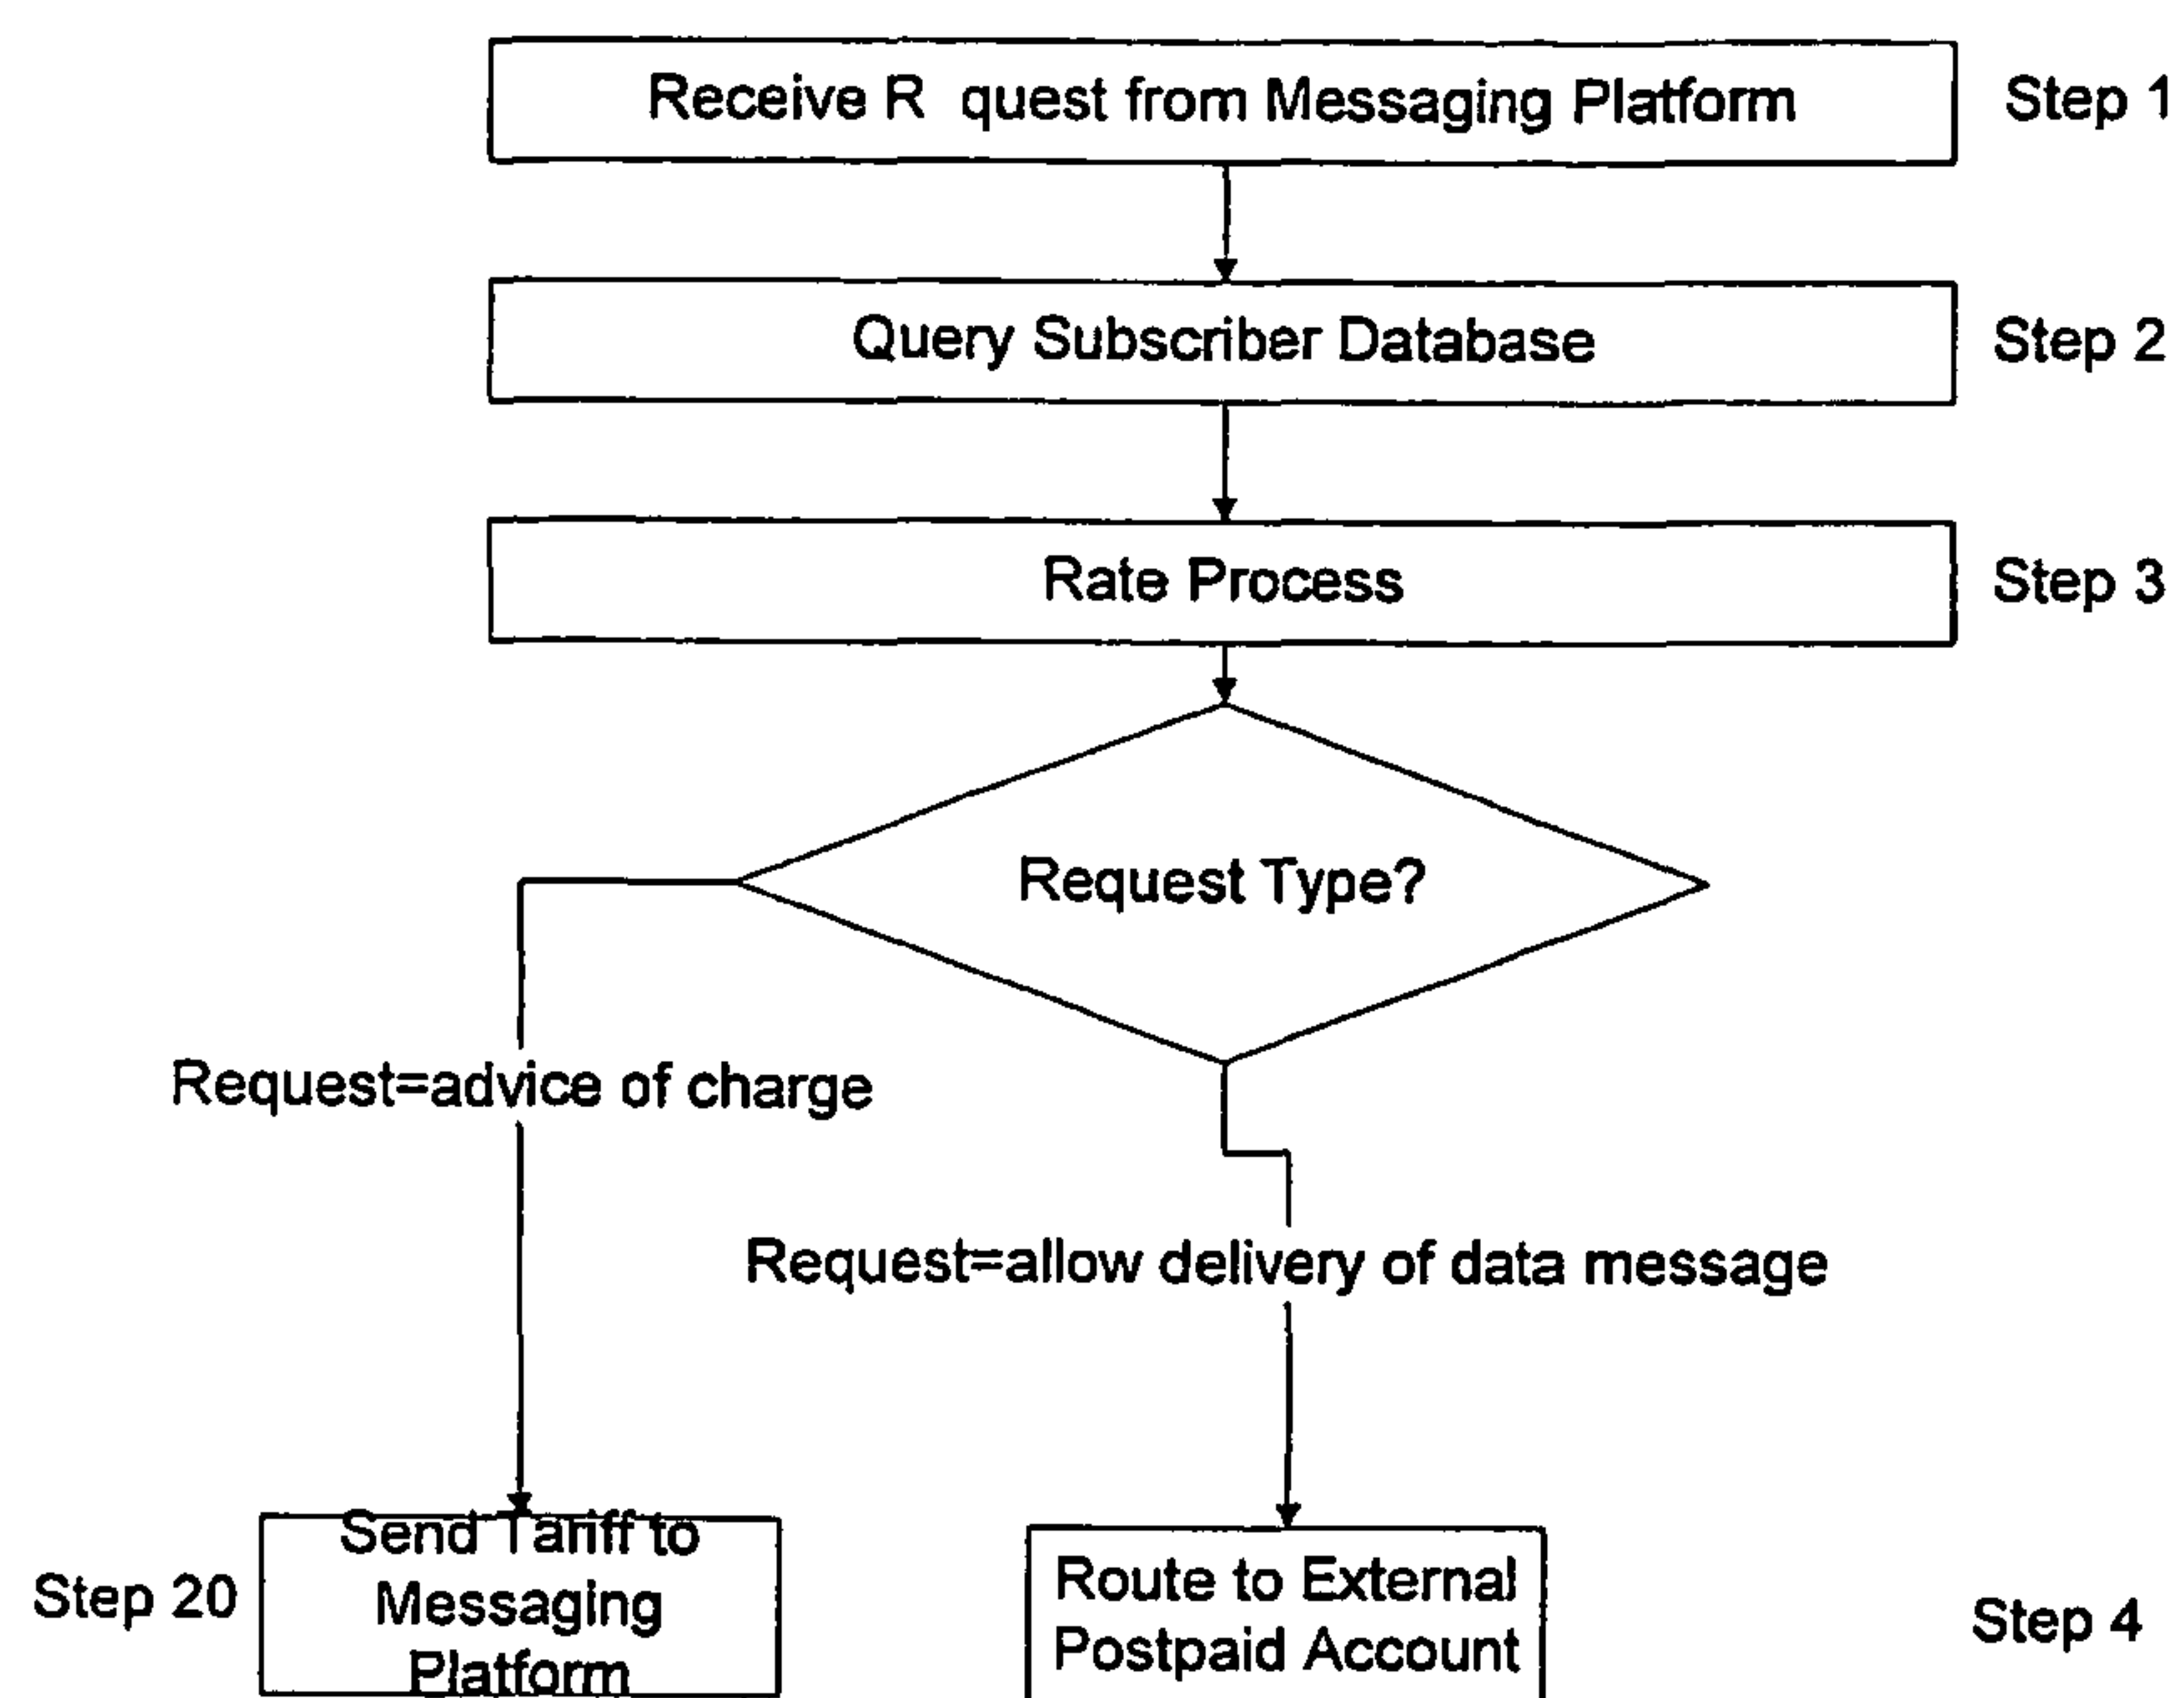 Receive R quest from Messaging Platform
Step 1
Query Subscriber Database
Step 2
Rate Process
Step 3
Request Type?
Request=advice of charge
Request=allow delivery of data message
Step 20
Send Tariff to
Messaging
Platform
Route to External
Postpaid Account
Step 4